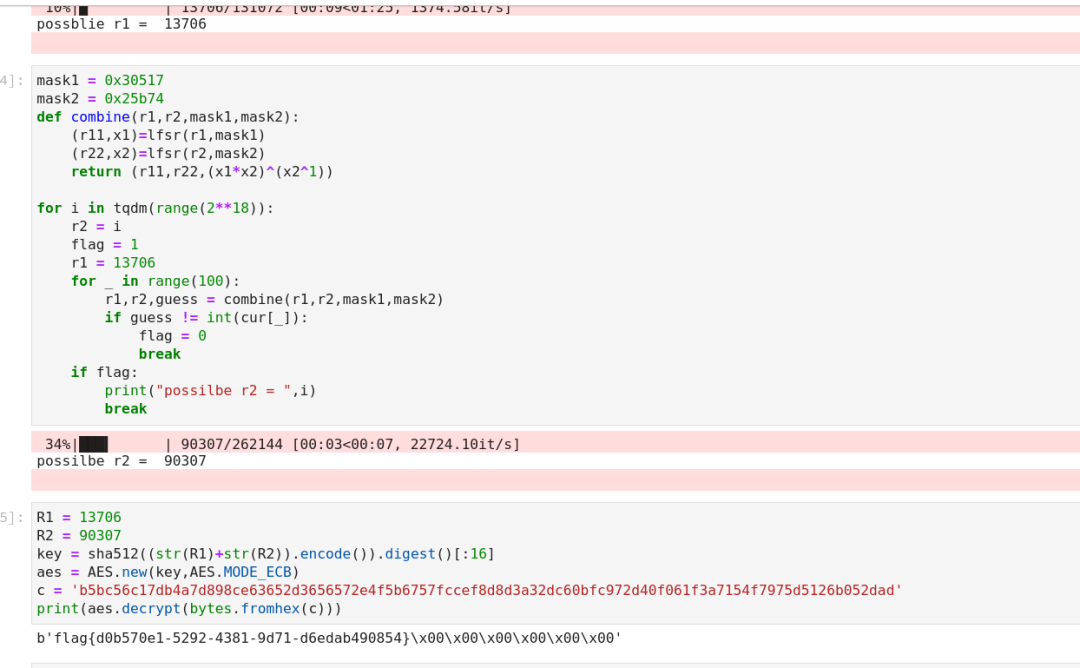 10%|█         | 13706/131072 [00:09<01:25, 1374.58it/s]
possblie r1 =  13706
4]:
mask1 = 0x30517
mask2 = 0x25b74
def combine(r1,r2,mask1,mask2):
    (r11,x1)=lfsr(r1,mask1)
    (r22,x2)=lfsr(r2,mask2)
    return (r11,r22,(x1*x2)^(x2^1))
for i in tqdm(range(2**18)):
    r2 = i
    flag = 1
    r1 = 13706
    for _ in range(100):
        r1,r2,guess = combine(r1,r2,mask1,mask2)
        if guess != int(cur[_]):
            flag = 0
            break
    if flag:
        print("possilbe r2 = ",i)
        break
34%|███       | 90307/262144 [00:03<00:07, 22724.10it/s]
possilbe r2 =  90307
5]:
R1 = 13706
R2 = 90307
key = sha512((str(R1)+str(R2)).encode()).digest()[:16]
aes = AES.new(key,AES.MODE_ECB)
c = 'b5bc56c17db4a7d898ce63652d3656572e4f5b6757fccef8d8d3a32dc60bfc972d40f061f3a7154f7975d5126b052dad'
print(aes.decrypt(bytes.fromhex(c)))
b'flag{d0b570e1-5292-4381-9d71-d6edab490854}\x00\x00\x00\x00\x00\x00'